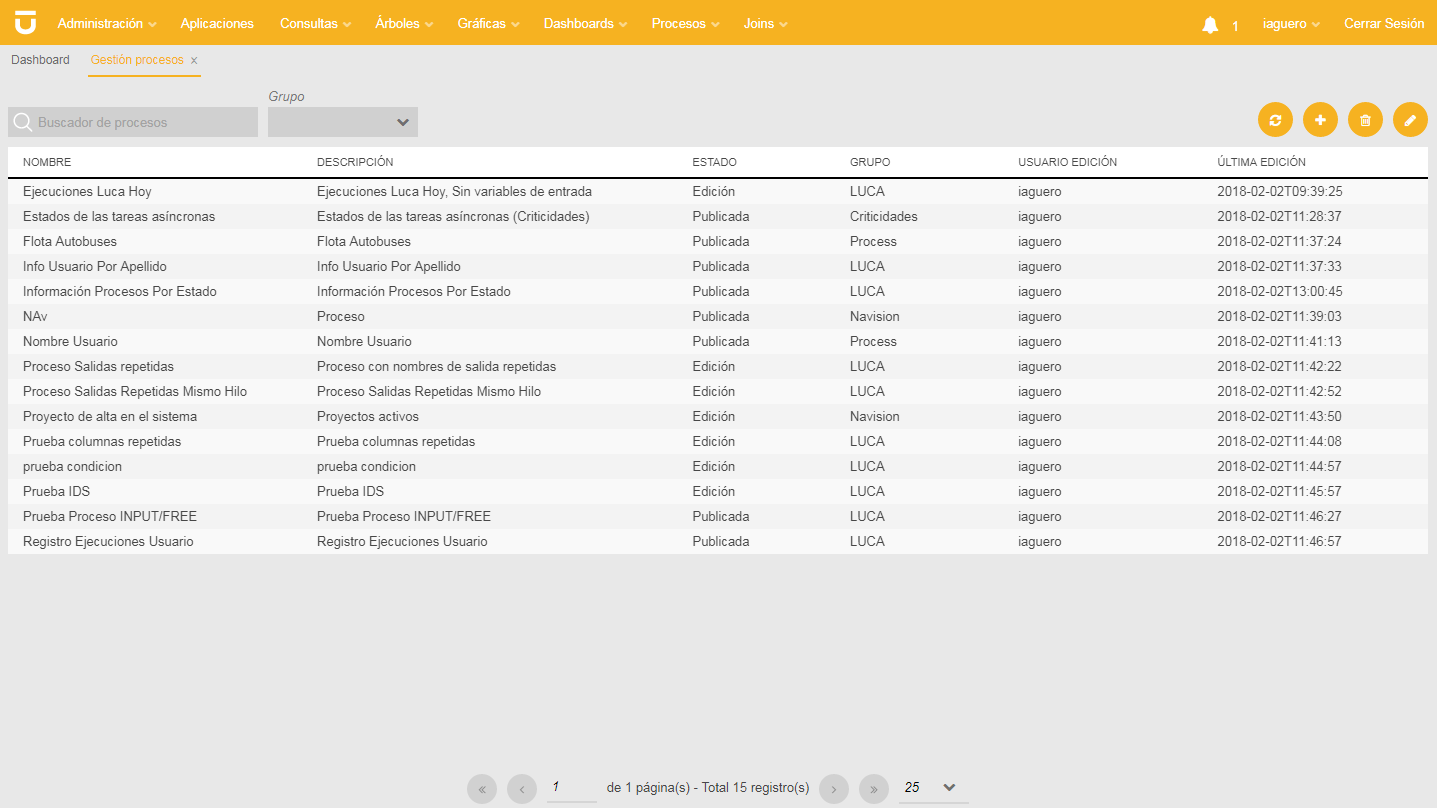 Administración Aplicaciones Consultas Árboles Gráficas Dashboards Procesos Joins 1 iaguero Cerrar Sesión
Dashboard Gestión procesos x
Grupo
Buscador de procesos
NOMBRE DESCRIPCIÓN ESTADO GRUPO USUARIO EDICIÓN ÚLTIMA EDICIÓN
Ejecuciones Luca Hoy Ejecuciones Luca Hoy, Sin variables de entrada Edición LUCA iaguero 2018-02-02T09:39:25
Estados de las tareas asíncronas Estados de las tareas asíncronas (Criticidades) Publicada Criticidades iaguero 2018-02-02T11:28:37
Flota Autobuses Flota Autobuses Publicada Process iaguero 2018-02-02T11:37:24
Info Usuario Por Apellido Info Usuario Por Apellido Publicada LUCA iaguero 2018-02-02T11:37:33
Información Procesos Por Estado Información Procesos Por Estado Publicada LUCA iaguero 2018-02-02T13:00:45
NAv Proceso Publicada Navision iaguero 2018-02-02T11:39:03
Nombre Usuario Nombre Usuario Publicada Process iaguero 2018-02-02T11:41:13
Proceso Salidas repetidas Proceso con nombres de salida repetidas Edición LUCA iaguero 2018-02-02T11:42:22
Proceso Salidas Repetidas Mismo Hilo Proceso Salidas Repetidas Mismo Hilo Edición LUCA iaguero 2018-02-02T11:42:52
Proyecto de alta en el sistema Proyectos activos Edición Navision iaguero 2018-02-02T11:43:50
Prueba columnas repetidas Prueba columnas repetidas Edición LUCA iaguero 2018-02-02T11:44:08
prueba condicion prueba condicion Edición LUCA iaguero 2018-02-02T11:44:57
Prueba IDS Prueba IDS Edición LUCA iaguero 2018-02-02T11:45:57
Prueba Proceso INPUT/FREE Prueba Proceso INPUT/FREE Publicada LUCA iaguero 2018-02-02T11:46:27
Registro Ejecuciones Usuario Registro Ejecuciones Usuario Publicada LUCA iaguero 2018-02-02T11:46:57
« ‹ 1 de 1 página(s) - Total 15 registro(s) › » 25